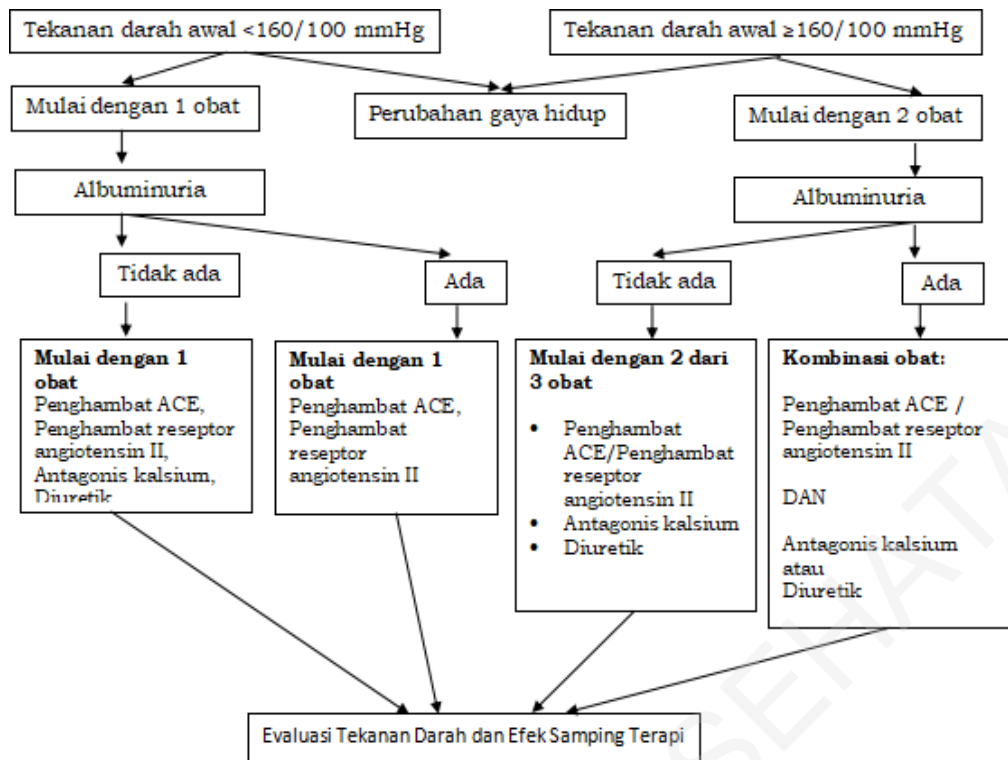 Tekanan darah awal <160/100 mmHg
Tekanan darah awal ≥160/100 mmHg
Mulai dengan 1 obat
Perubahan gaya hidup
Mulai dengan 2 obat
Albuminuria
Albuminuria
Tidak ada
Ada
Tidak ada
Ada
Mulai dengan 1
obat
Penghambat ACE,
Penghambat reseptor
angiotensin II,
Antagonis kalsium,
Diuretik
Mulai dengan 1
obat
Penghambat ACE,
Penghambat
reseptor
angiotensin II
Mulai dengan 2 dari
3 obat
• Penghambat
ACE/Penghambat
reseptor
angiotensin II
• Antagonis kalsium
• Diuretik
Kombinasi obat:
Penghambat ACE /
Penghambat reseptor
angiotensin II
DAN
Antagonis kalsium
atau
Diuretik
Evaluasi Tekanan Darah dan Efek Samping Terapi